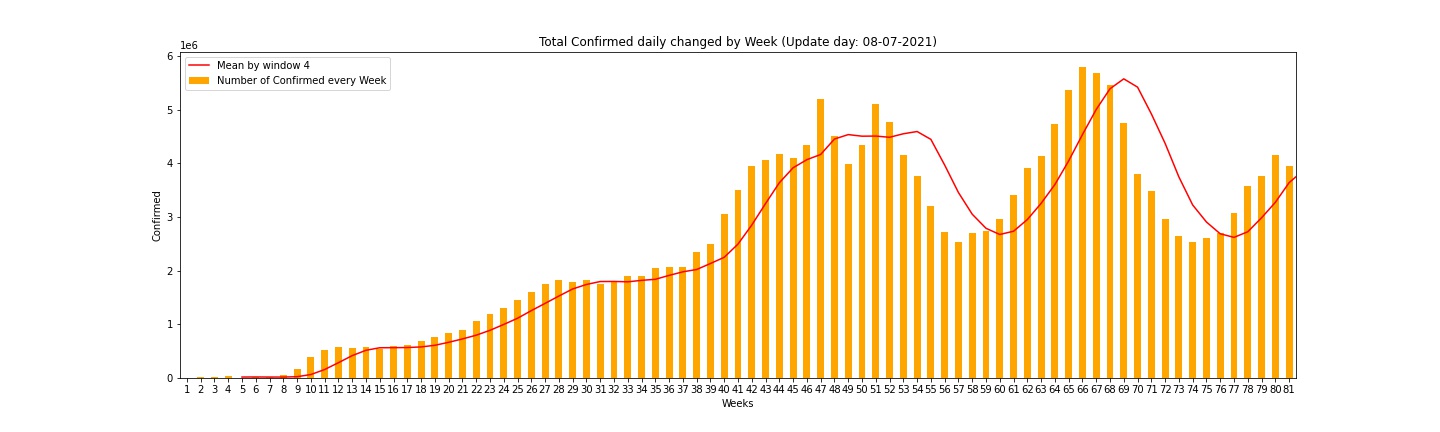 Total Confirmed daily changed by Week (Update day: 08-07-2021)
1e6
Mean by window 4
Number of Confirmed every Week
6
5
4
3
2
1
0
Confirmed
1 2 3 4 5 6 7 8 9 10 11 12 13 14 15 16 17 18 19 20 21 22 23 24 25 26 27 28 29 30 31 32 33 34 35 36 37 38 39 40 41 42 43 44 45 46 47 48 49 50 51 52 53 54 55 56 57 58 59 60 61 62 63 64 65 66 67 68 69 70 71 72 73 74 75 76 77 78 79 80 81
Weeks